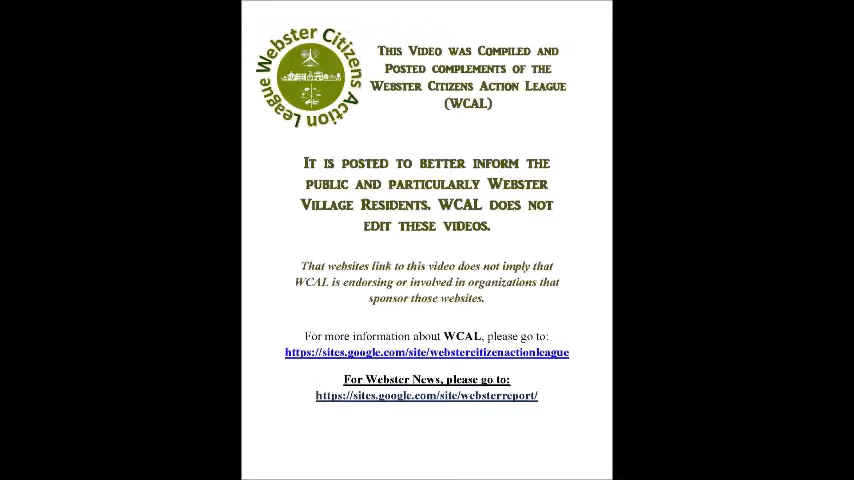 Webster Citizens Action League
This Video was Compiled and
Posted complements of the
Webster Citizens Action League
(WCAL)
It is posted to better inform the
public and particularly Webster
Village Residents. WCAL does not
edit these videos.
That websites link to this video does not imply that
WCAL is endorsing or involved in organizations that
sponsor those websites.
For more information about WCAL, please go to:
https://sites.google.com/site/webstercitizenactionleague
For Webster News, please go to:
https://sites.google.com/site/websterreport/